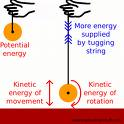 Potential
energy
More energy
supplied
by tugging
string
Kinetic
energy of
movement
Kinetic
energy of
rotation